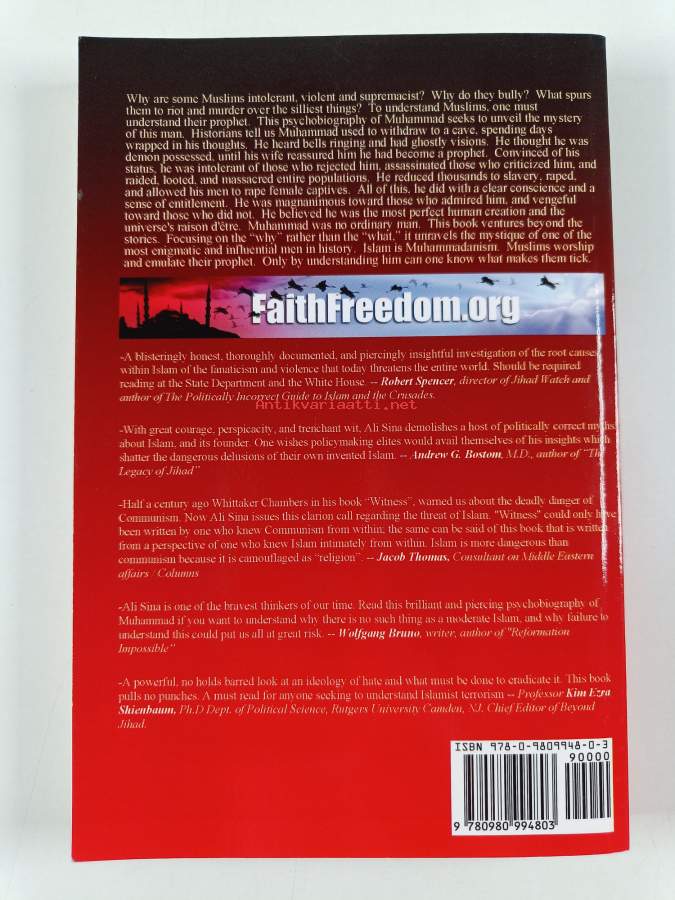 Why are some Muslims intolerant, violent and supremacist? Why do they bully? What spurs
them to riot and murder over the silliest things? To understand Muslims, one must
understand their prophet. This psychobiography of Muhammad seeks to unveil the mystery
of this man. Historians tell us Muhammad used to withdraw to a cave, spending days
wrapped in his thoughts. He heard bells ringing and had ghostly visions. He thought he was
demon possessed, until his wife reassured him he had become a prophet. Convinced of his
status, he was intolerant of those who rejected him, assassinated those who criticized him, and
raided, looted, and massacred entire populations. He reduced thousands to slavery, raped,
and allowed his men to rape female captives. All of this, he did with a clear conscience and a
sense of entitlement. He was magnanimous toward those who admired him, and vengeful
toward those who did not. He believed he was the most perfect human creation and the
universe's raison d'être. Muhammad was no ordinary man. This book ventures beyond the
stories. Focusing on the "why" rather than the "what," it unravels the mystique of one of the
most enigmatic and influential men in history. Islam is Muhammadanism. Muslims worship
and emulate their prophet. Only by understanding him can one know what makes them tick.
FaithFreedom.org
-A blisteringly honest, thoroughly documented, and piercingly insightful investigation of the root causes
within Islam of the fanaticism and violence that today threatens the entire world. Should be required
reading at the State Department and the White House. -- Robert Spencer, director of Jihad Watch and
author of The Politically Incorrect Guide to Islam and the Crusades.
Antikvariaatti.net
-With great courage, perspicacity, and trenchant wit, Ali Sina demolishes a host of politically correct myths
about Islam, and its founder. One wishes policymaking elites would avail themselves of his insights which
shatter the dangerous delusions of their own invented Islam. -- Andrew G. Bostom, M.D., author of "The
Legacy of Jihad"
-Half a century ago Whittaker Chambers in his book "Witness", warned us about the deadly danger of
Communism. Now Ali Sina issues this clarion call regarding the threat of Islam. "Witness" could only have
been written by one who knew Communism from within; the same can be said of this book that is written
from a perspective of one who knew Islam intimately from within. Islam is more dangerous than
communism because it is camouflaged as "religion". -- Jacob Thomas, Consultant on Middle Eastern
affairs / Columns
-Ali Sina is one of the bravest thinkers of our time. Read this brilliant and piercing psychobiography of
Muhammad if you want to understand why there is no such thing as a moderate Islam, and why failure to
understand this could put us all at great risk. -- Wolfgang Bruno, writer, author of "Reformation
Impossible"
-A powerful, no holds barred look at an ideology of hate and what must be done to eradicate it. This book
pulls no punches. A must read for anyone seeking to understand Islamist terrorism -- Professor Kim Ezra
Shienbaum, Ph.D Dept. of Political Science, Rutgers University Camden, NJ. Chief Editor of Beyond
Jihad.
ISBN 978-0-9809948-0-3
90000
9 780980 994803